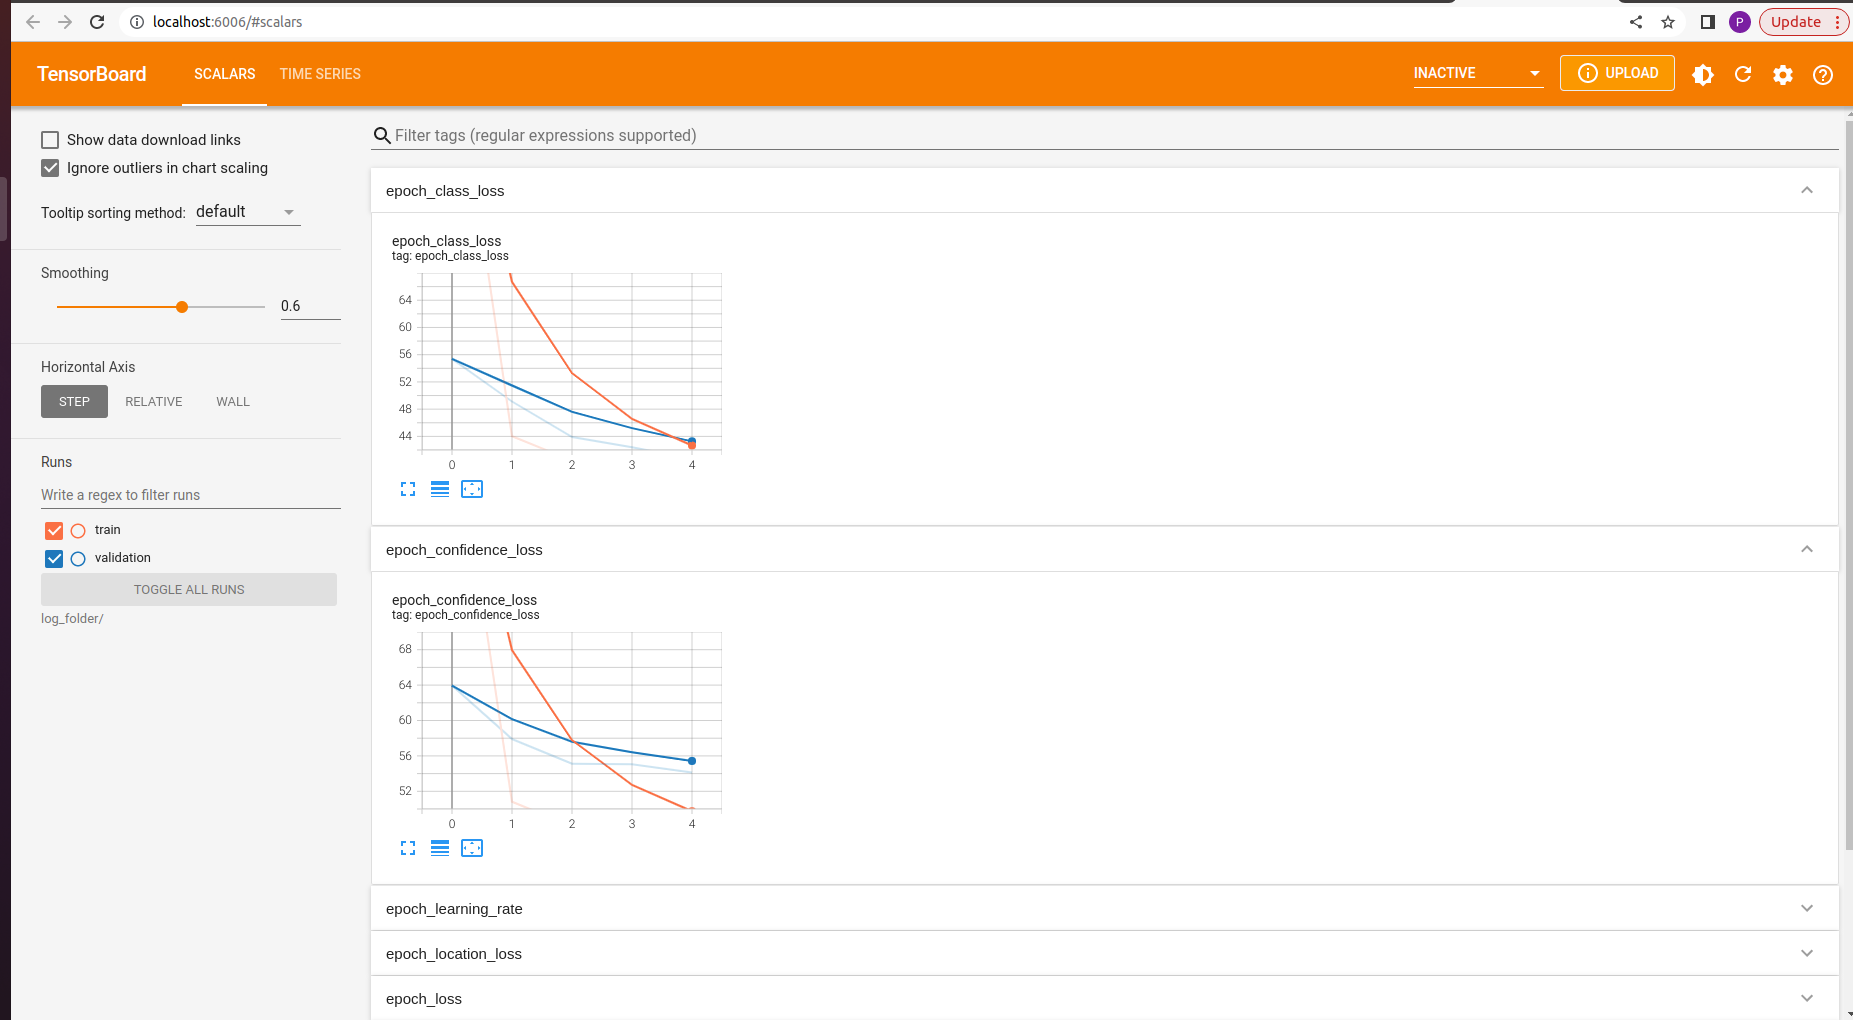 localhost:6006/#scalars
P
Update
TensorBoard
SCALARS
TIME SERIES
INACTIVE
UPLOAD
Show data download links
Ignore outliers in chart scaling
Tooltip sorting method: default
Smoothing
0.6
Horizontal Axis
STEP
RELATIVE
WALL
Runs
Write a regex to filter runs
train
validation
TOGGLE ALL RUNS
log_folder/
Filter tags (regular expressions supported)
epoch_class_loss
epoch_class_loss
tag: epoch_class_loss
64
60
56
52
48
44
0 1 2 3 4
epoch_confidence_loss
epoch_confidence_loss
tag: epoch_confidence_loss
68
64
60
56
52
0 1 2 3 4
epoch_learning_rate
epoch_location_loss
epoch_loss